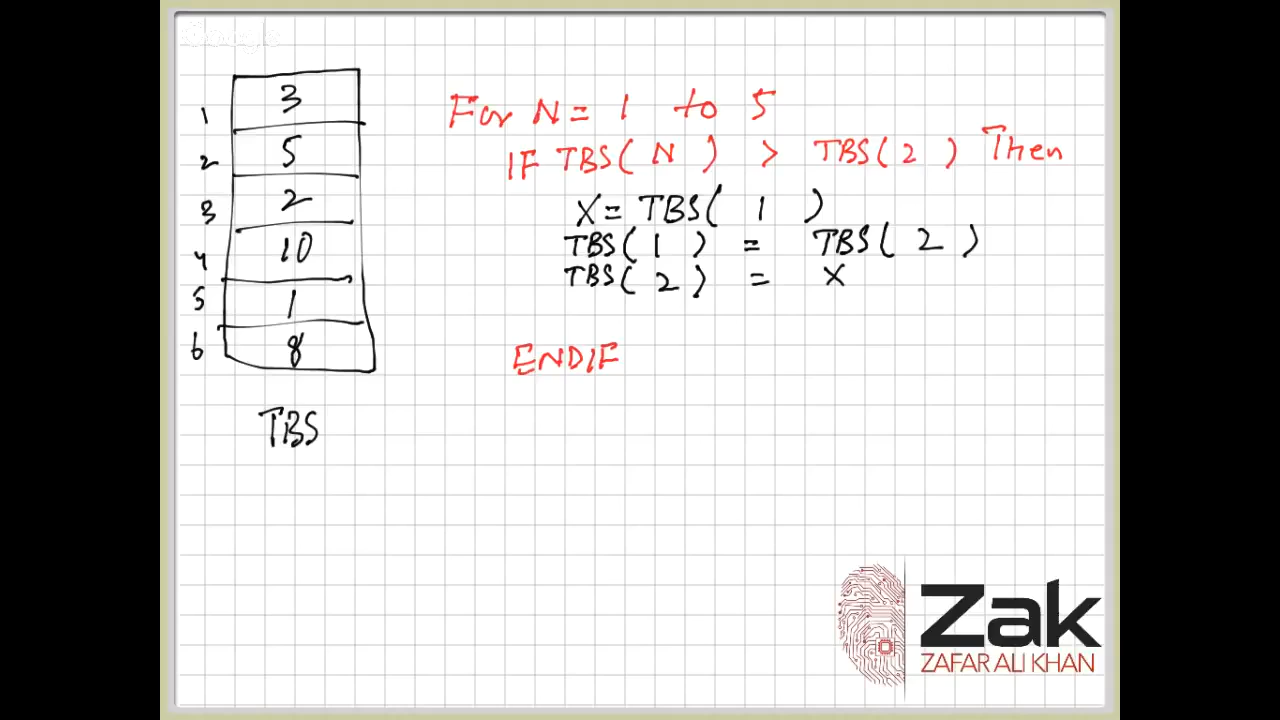 Google
1 3
2 5
3 2
4 10
5 1
6 8
TBS
For N = 1 to 5
IF TBS( N ) > TBS( 2 ) Then
X = TBS( 1 )
TBS( 1 ) = TBS( 2 )
TBS( 2 ) = X
ENDIF
Zak
ZAFAR ALI KHAN